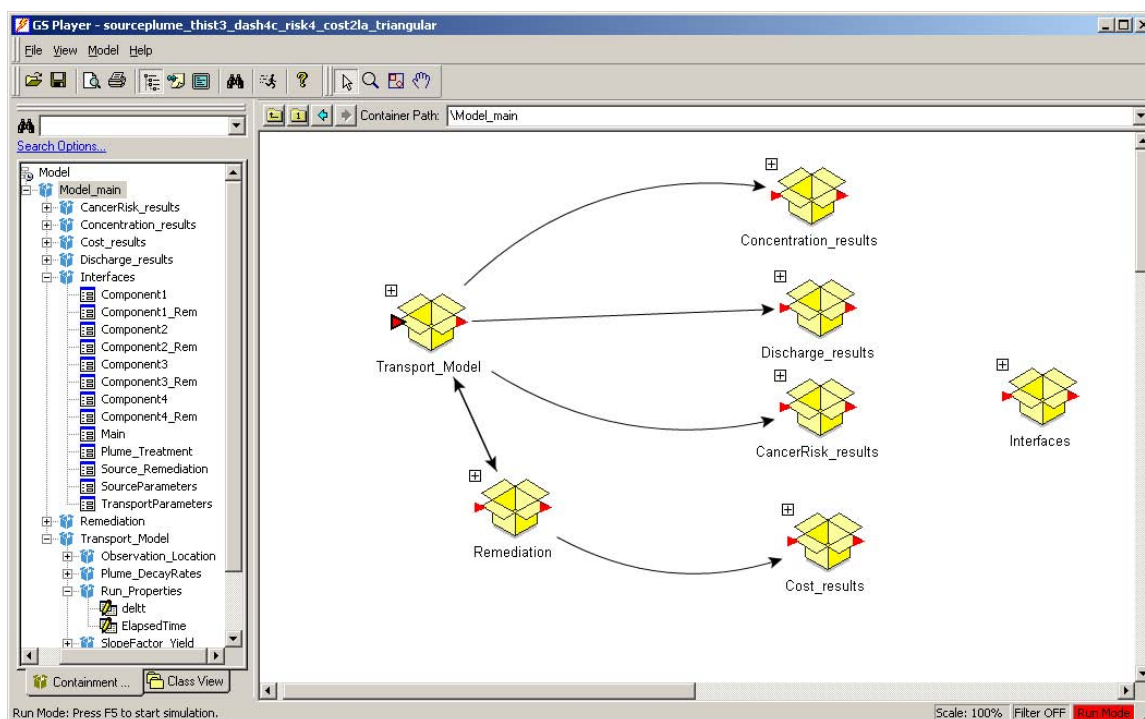 GS Player - sourceplume_thist3_dash4c_risk4_cost2la_triangular
File View Model Help
Container Path: \Model_main
Search Options...
Model
Model_main
CancerRisk_results
Concentration_results
Cost_results
Discharge_results
Interfaces
Component1
Component1_Rem
Component2
Component2_Rem
Component3
Component3_Rem
Component4
Component4_Rem
Main
Plume_Treatment
Source_Remediation
SourceParameters
TransportParameters
Remediation
Transport_Model
Observation_Location
Plume_DecayRates
Run_Properties
deltt
ElapsedTime
SlopeFactor_Yield
Containment ...
Class View
Concentration_results
Transport_Model
Discharge_results
CancerRisk_results
Interfaces
Remediation
Cost_results
Run Mode: Press F5 to start simulation.
Scale: 100% Filter OFF Run Mode